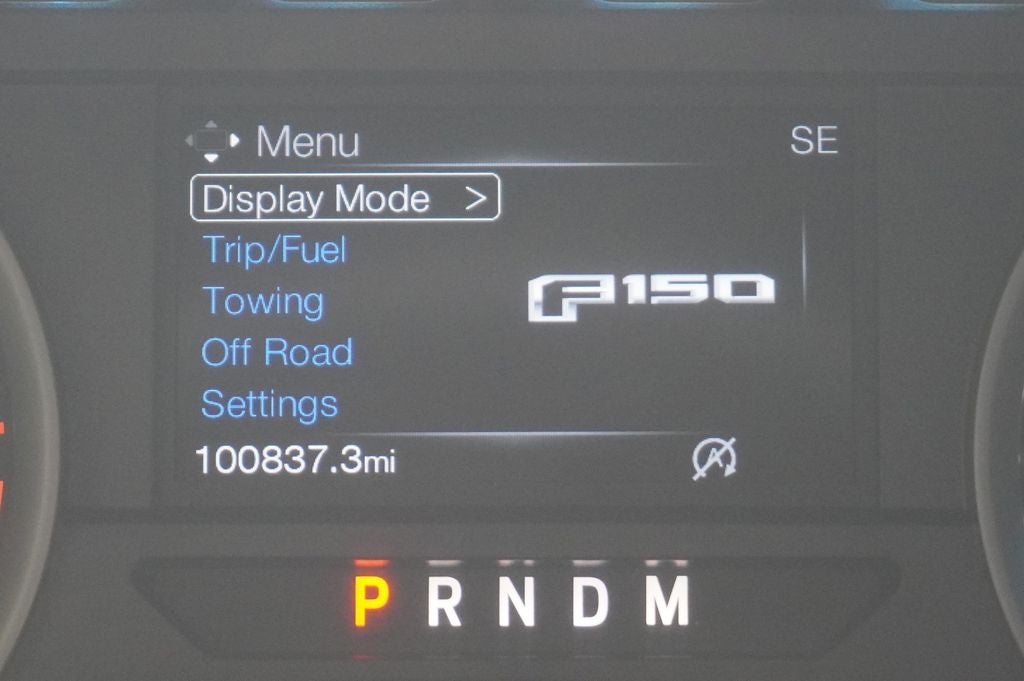 Menu SE
Display Mode >
Trip/Fuel
Towing
F150
Off Road
Settings
100837.3mi
A
P R N D M